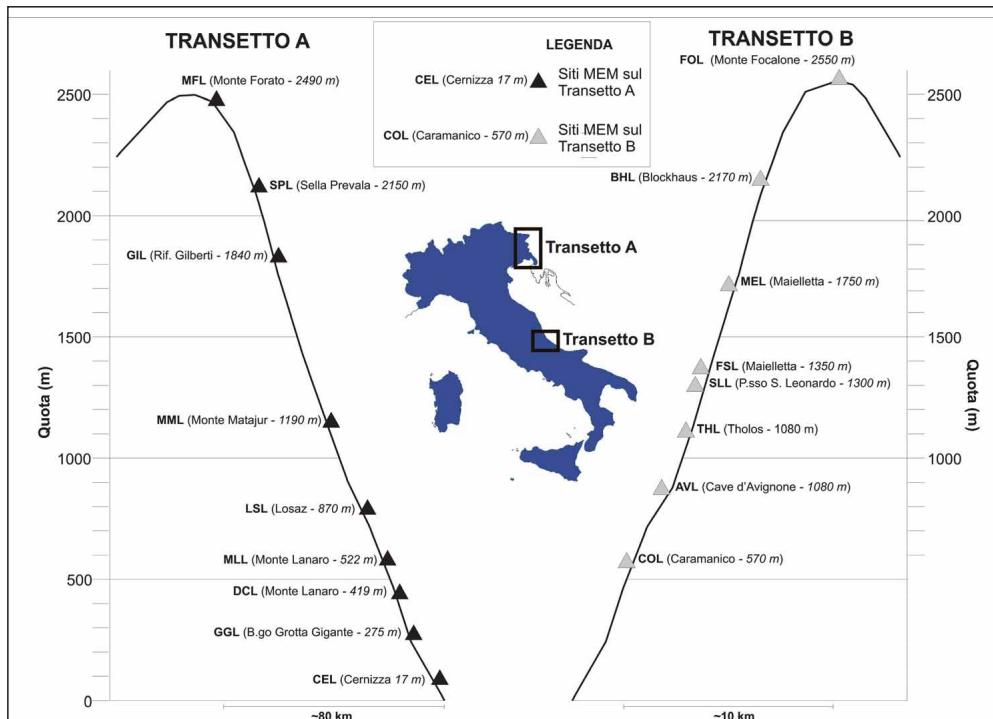 TRANSETTO A
LEGENDA
CEL (Cernizza 17 m)
Siti MEM sul
Transetto A
COL (Caramanico - 570 m)
Siti MEM sul
Transetto B
TRANSETTO B
FOL (Monte Focalone - 2550 m)
MFL (Monte Forato - 2490 m)
SPL (Sella Prevala - 2150 m)
GIL (Rif. Gilberti - 1840 m)
MML (Monte Matajur - 1190 m)
LSL (Losaz - 870 m)
MLL (Monte Lanaro - 522 m)
DCL (Monte Lanaro - 419 m)
GGL (B.go Grotta Gigante - 275 m)
CEL (Cernizza 17 m)
2500
2000
1500
1000
500
0
Quota (m)
~80 km
Transetto A
Transetto B
BHL (Blockhaus - 2170 m)
MEL (Maielletta - 1750 m)
FSL (Maielletta - 1350 m)
SLL (P.sso S. Leonardo - 1300 m)
THL (Tholos - 1080 m)
AVL (Cave d'Avignone - 1080 m)
COL (Caramanico - 570 m)
2500
2000
1500
1000
500
0
Quota (m)
~10 km